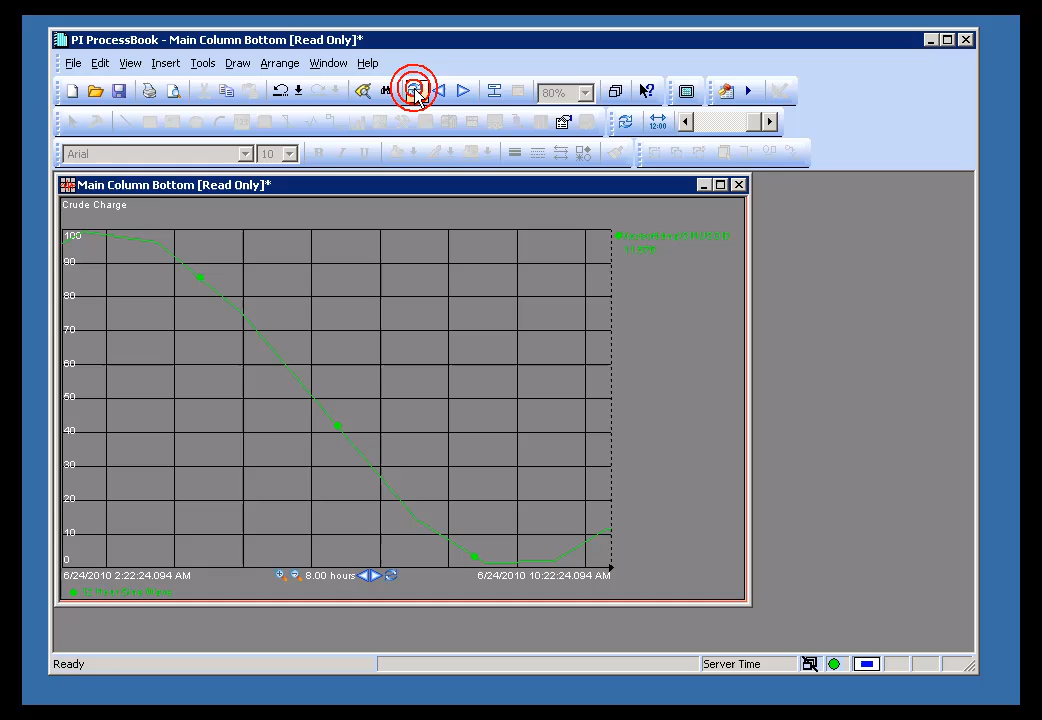 PI ProcessBook - Main Column Bottom [Read Only]*
File Edit View Insert Tools Draw Arrange Window Help
80%
12:00
Arial 10 B I U
Main Column Bottom [Read Only]*
Crude Charge
100
90
80
70
60
50
40
30
20
10
0
6/24/2010 2:22:24.094 AM 8.00 hours 6/24/2010 10:22:24.094 AM
Ready Server Time